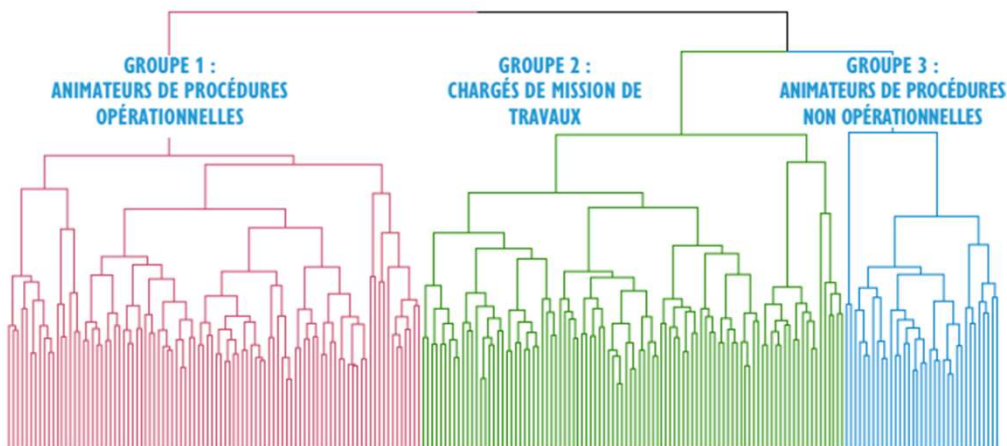 GROUPE 1 :
ANIMATEURS DE PROCÉDURES
OPÉRATIONNELLES
GROUPE 2 :
CHARGÉS DE MISSION DE
TRAVAUX
GROUPE 3 :
ANIMATEURS DE PROCÉDURES
NON OPÉRATIONNELLES